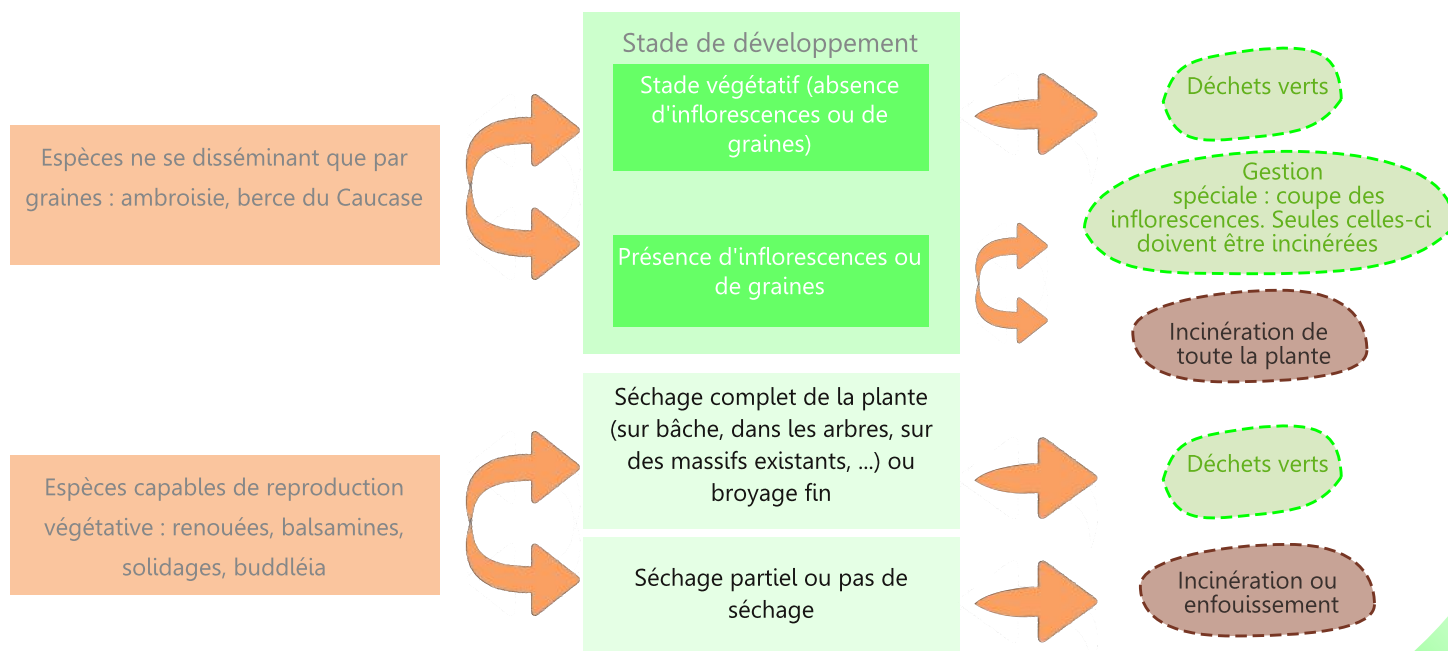 Stade de développement
Stade végétatif (absence
d'inflorescences ou de
graines)
Déchets verts
Espèces ne se disséminant que par
graines : ambroisie, berce du Caucase
Gestion
spéciale : coupe des
inflorescences. Seules celles-ci
doivent être incinérées
Présence d'inflorescences ou
de graines
Incinération de
toute la plante
Séchage complet de la plante
(sur bâche, dans les arbres, sur
des massifs existants, ...) ou
broyage fin
Déchets verts
Espèces capables de reproduction
végétative : renouées, balsamines,
solidages, buddléia
Séchage partiel ou pas de
séchage
Incinération ou
enfouissement